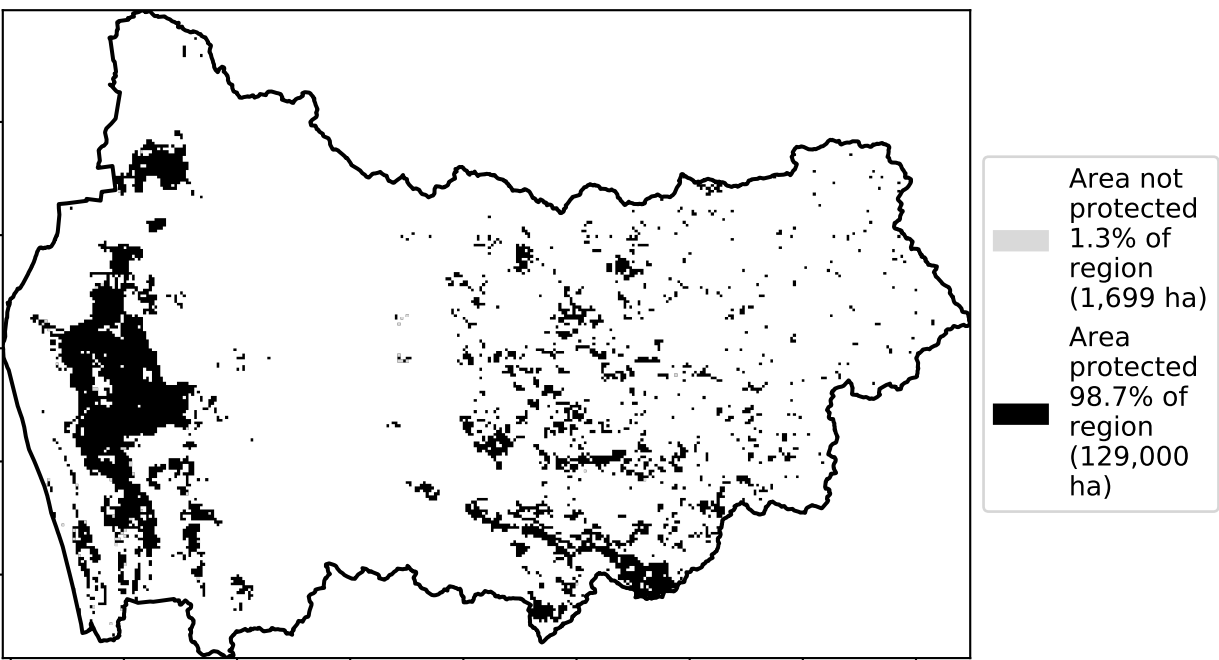 Area not
protected
1.3% of
region
(1,699 ha)
Area
protected
98.7% of
region
(129,000
ha)